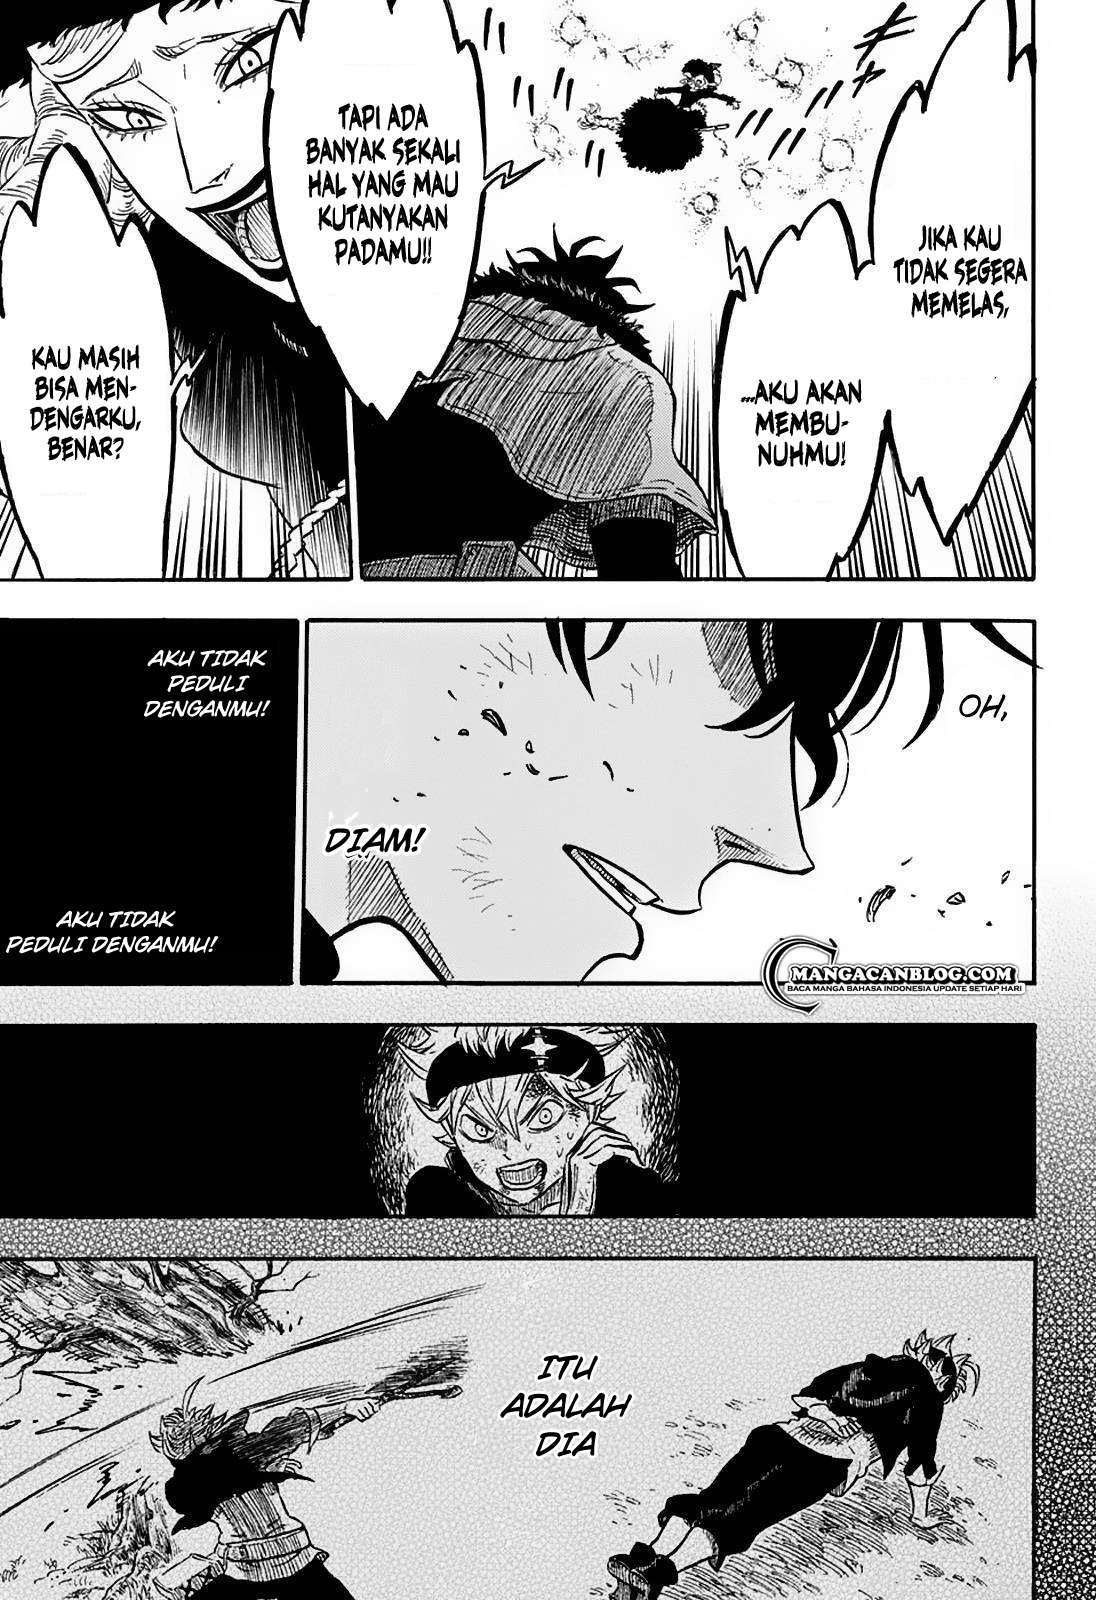 JIKA KAU
TIDAK SEGERA
MEMELAS,
...AKU AKAN
MEMBU-
NUHMU!
TAPI ADA
BANYAK SEKALI
HAL YANG MAU
KUTANYAKAN
PADAMU!!
KAU MASIH
BISA MEN-
DENGARKU,
BENAR?
OH,
DIAM!
AKU TIDAK
PEDULI
DENGANMU!
AKU TIDAK
PEDULI DENGANMU!
MANGACANBLOG.COM
BACA MANGA BAHASA INDONESIA UPDATE SETIAP HARI
ITU
ADALAH
DIA